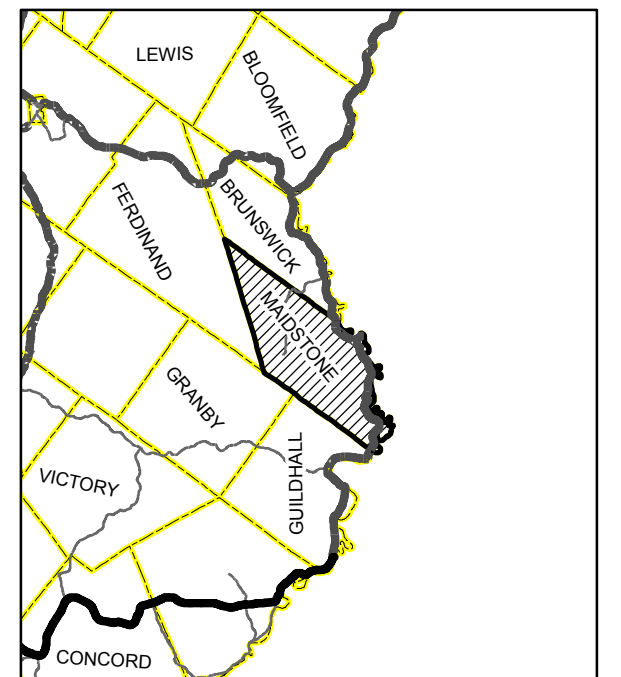 LEWIS
BLOOMFIELD
BRUNSWICK
FERDINAND
MAIDSTONE
GRANBY
GUILDHALL
VICTORY
CONCORD